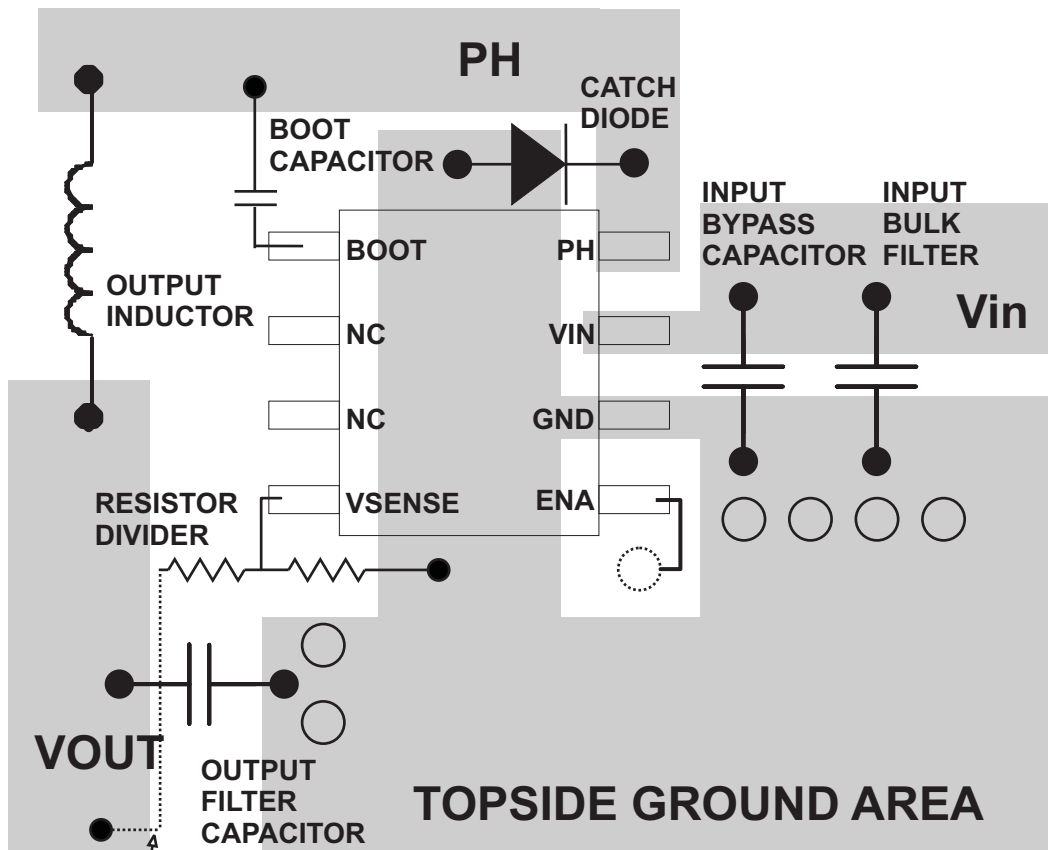 PH
CATCH
DIODE
BOOT
CAPACITOR
INPUT
BYPASS
CAPACITOR
INPUT
BULK
FILTER
BOOT
PH
OUTPUT
INDUCTOR
Vin
NC
VIN
NC
GND
RESISTOR
DIVIDER
VSENSE
ENA
VOUT
OUTPUT
FILTER
CAPACITOR
TOPSIDE GROUND AREA